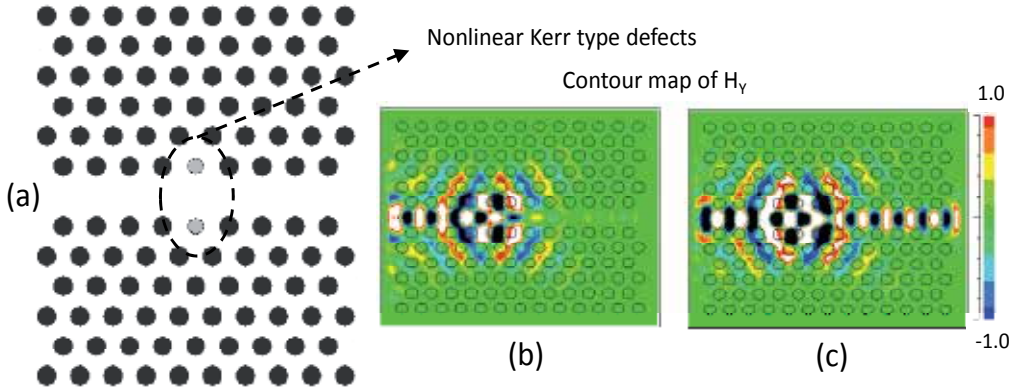 Nonlinear Kerr type defects
Contour map of HY
1.0
(a)
-1.0
(b)
(c)